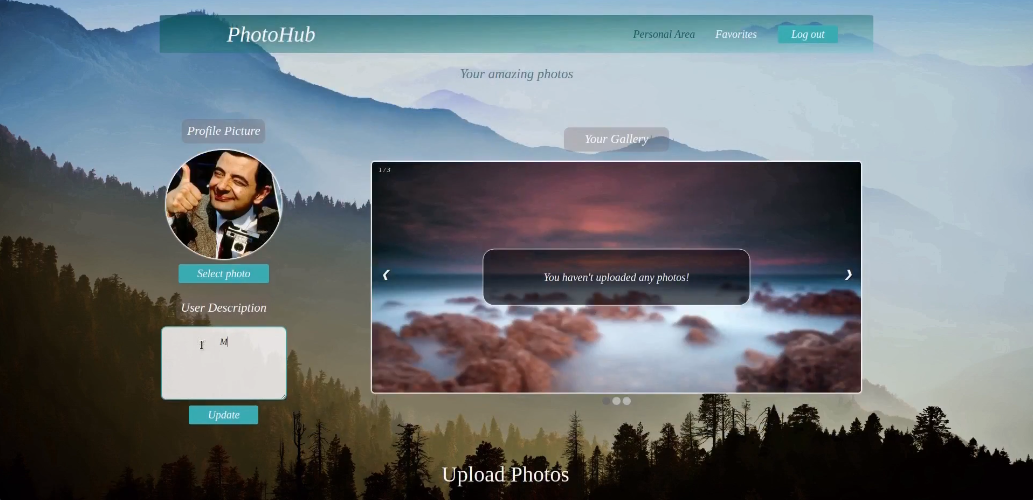 PhotoHub
Personal Area Favorites Log out
Your amazing photos
Profile Picture
Your Gallery
1 / 3
❮ ❯
You haven't uploaded any photos!
Select photo
User Description
M
Update
Upload Photos